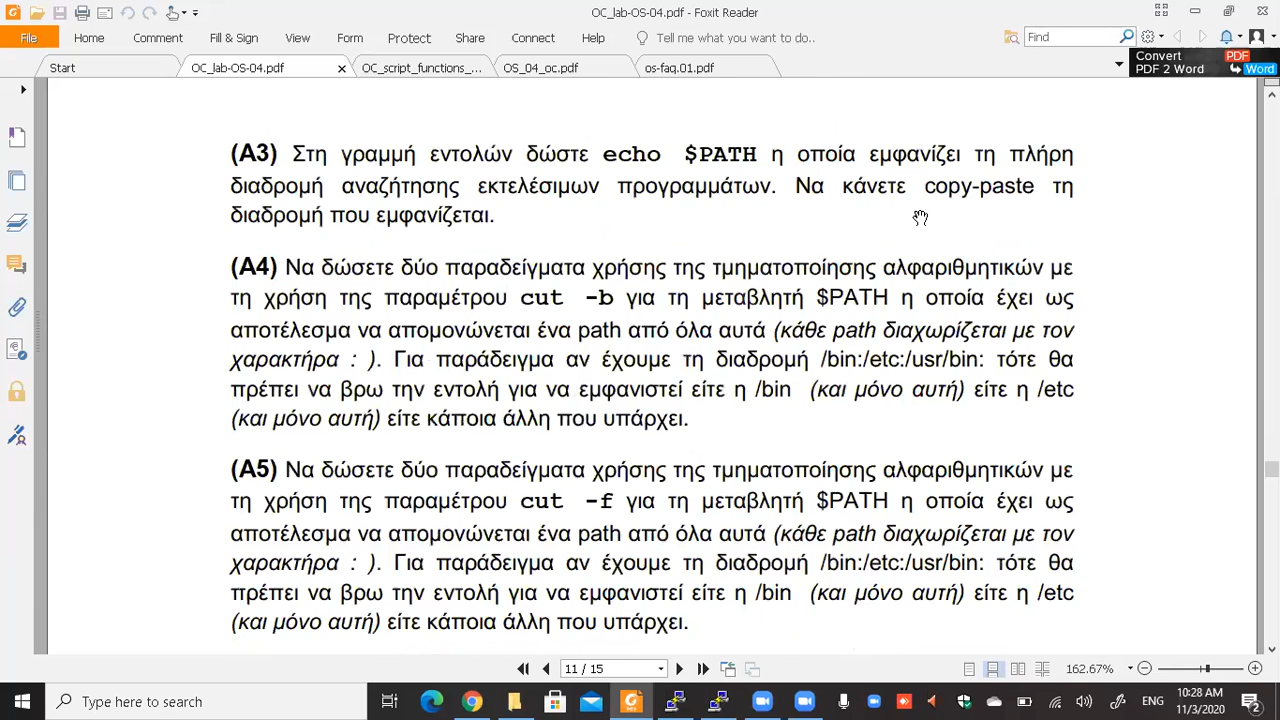 OC_lab-OS-04.pdf - Foxit Reader
File Home Comment Fill & Sign View Form Protect Share Connect Help Tell me what you want to do.. Find
Start OC_lab-OS-04.pdf OC_script_functions_... OS_04_οα.pdf os-faq.01.pdf
Convert PDF
PDF 2 Word Word
(A3) Στη γραμμή εντολών δώστε echo $PATH η οποία εμφανίζει τη πλήρη
διαδρομή αναζήτησης εκτελέσιμων προγραμμάτων. Να κάνετε copy-paste τη
διαδρομή που εμφανίζεται.
(A4) Να δώσετε δύο παραδείγματα χρήσης της τμηματοποίησης αλφαριθμητικών με
τη χρήση της παραμέτρου cut -b για τη μεταβλητή $PATH η οποία έχει ως
αποτέλεσμα να απομονώνεται ένα path από όλα αυτά (κάθε path διαχωρίζεται με τον
χαρακτήρα : ). Για παράδειγμα αν έχουμε τη διαδρομή /bin:/etc:/usr/bin: τότε θα
πρέπει να βρω την εντολή για να εμφανιστεί είτε η /bin (και μόνο αυτή) είτε η /etc
(και μόνο αυτή) είτε κάποια άλλη που υπάρχει.
(A5) Να δώσετε δύο παραδείγματα χρήσης της τμηματοποίησης αλφαριθμητικών με
τη χρήση της παραμέτρου cut -f για τη μεταβλητή $PATH η οποία έχει ως
αποτέλεσμα να απομονώνεται ένα path από όλα αυτά (κάθε path διαχωρίζεται με τον
χαρακτήρα : ). Για παράδειγμα αν έχουμε τη διαδρομή /bin:/etc:/usr/bin: τότε θα
πρέπει να βρω την εντολή για να εμφανιστεί είτε η /bin (και μόνο αυτή) είτε η /etc
(και μόνο αυτή) είτε κάποια άλλη που υπάρχει.
11 / 15 162.67%
Type here to search ENG 10:28 AM
11/3/2020 2